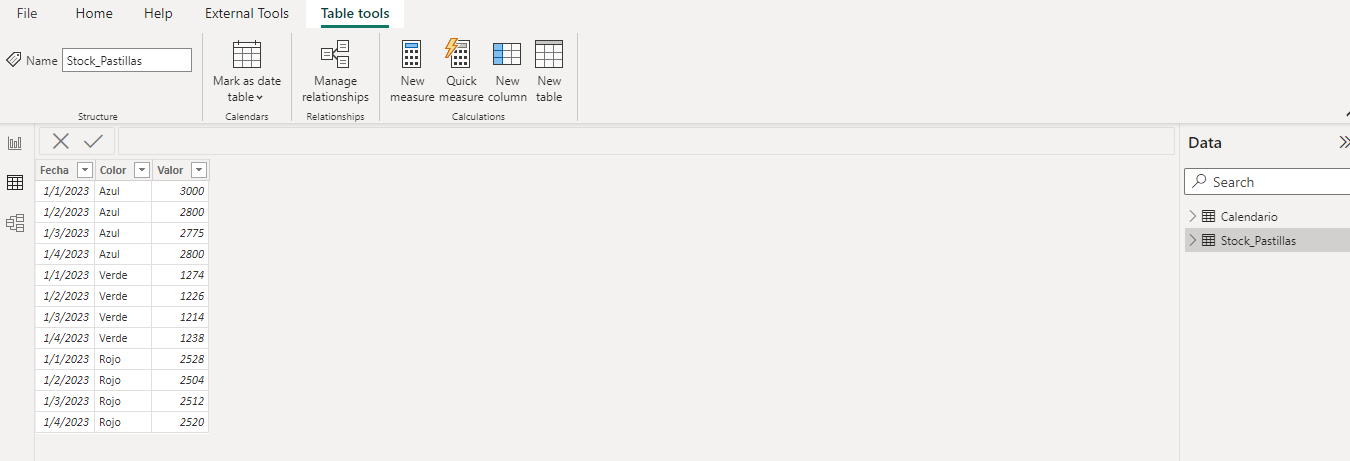 File Home Help External Tools Table tools
Name Stock_Pastillas
Mark as date table
Manage relationships
New measure
Quick measure
New column
New table
Structure Calendars Relationships Calculations
Fecha Color Valor
1/1/2023 Azul 3000
1/2/2023 Azul 2800
1/3/2023 Azul 2775
1/4/2023 Azul 2800
1/1/2023 Verde 1274
1/2/2023 Verde 1226
1/3/2023 Verde 1214
1/4/2023 Verde 1238
1/1/2023 Rojo 2528
1/2/2023 Rojo 2504
1/3/2023 Rojo 2512
1/4/2023 Rojo 2520
Data
Search
Calendario
Stock_Pastillas